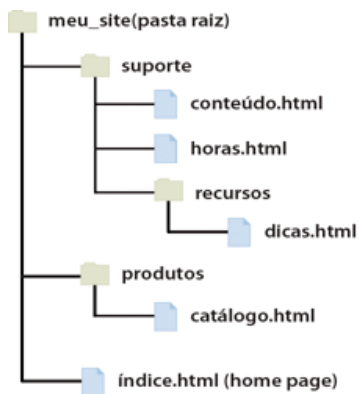 meu_site(pasta raiz)
suporte
conteúdo.html
horas.html
recursos
dicas.html
produtos
catálogo.html
índice.html (home page)